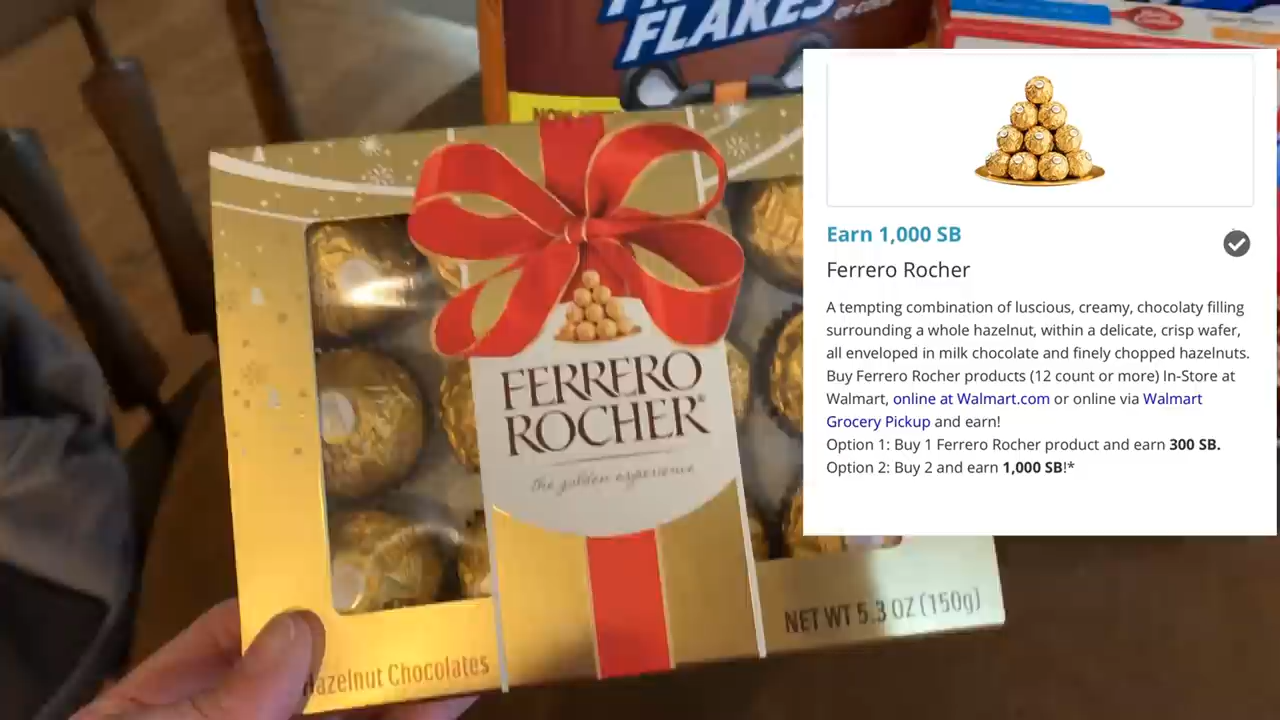 FLAKES
OF CORN
FERRERO
ROCHER®
the golden experience
NET WT 5.3 OZ (150g)
Hazelnut Chocolates
Earn 1,000 SB
Ferrero Rocher
A tempting combination of luscious, creamy, chocolaty filling
surrounding a whole hazelnut, within a delicate, crisp wafer,
all enveloped in milk chocolate and finely chopped hazelnuts.
Buy Ferrero Rocher products (12 count or more) In-Store at
Walmart, online at Walmart.com or online via Walmart
Grocery Pickup and earn!
Option 1: Buy 1 Ferrero Rocher product and earn 300 SB.
Option 2: Buy 2 and earn 1,000 SB!*